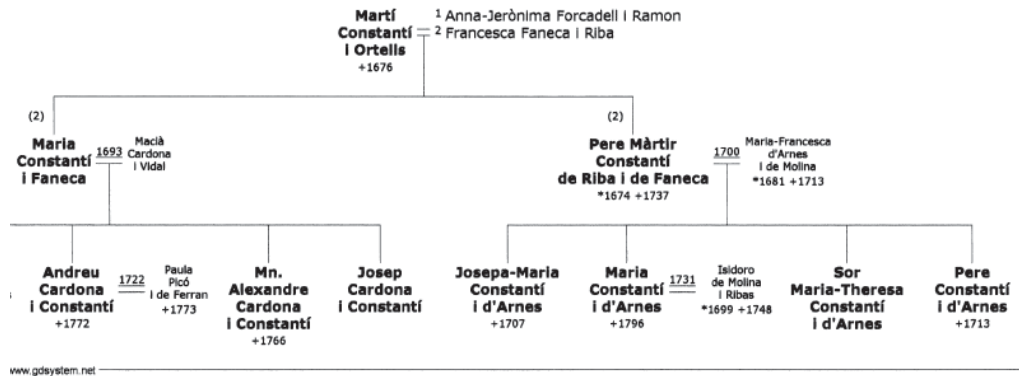 Martí
Constantí
i Ortells
+1676
1 Anna-Jerònima Forcadell i Ramon
2 Francesca Faneca i Riba
(2)
Maria
Constantí
i Faneca
1693
Macià
Cardona
i Vidal
(2)
Pere Màrtir
Constantí
de Riba i de Faneca
*1674 +1737
1700
Maria-Francesca
d'Arnes
i de Molina
*1681 +1713
s
Andreu
Cardona
i Constantí
+1772
1722
Paula
Picó
i de Ferran
+1773
Mn.
Alexandre
Cardona
i Constantí
+1766
Josep
Cardona
i Constantí
Josepa-Maria
Constantí
i d'Arnes
+1707
Maria
Constantí
i d'Arnes
+1796
1731
Isidoro
de Molina
i Ribas
*1699 +1748
Sor
Maria-Theresa
Constantí
i d'Arnes
Pere
Constantí
i d'Arnes
+1713
www.gdsystem.net